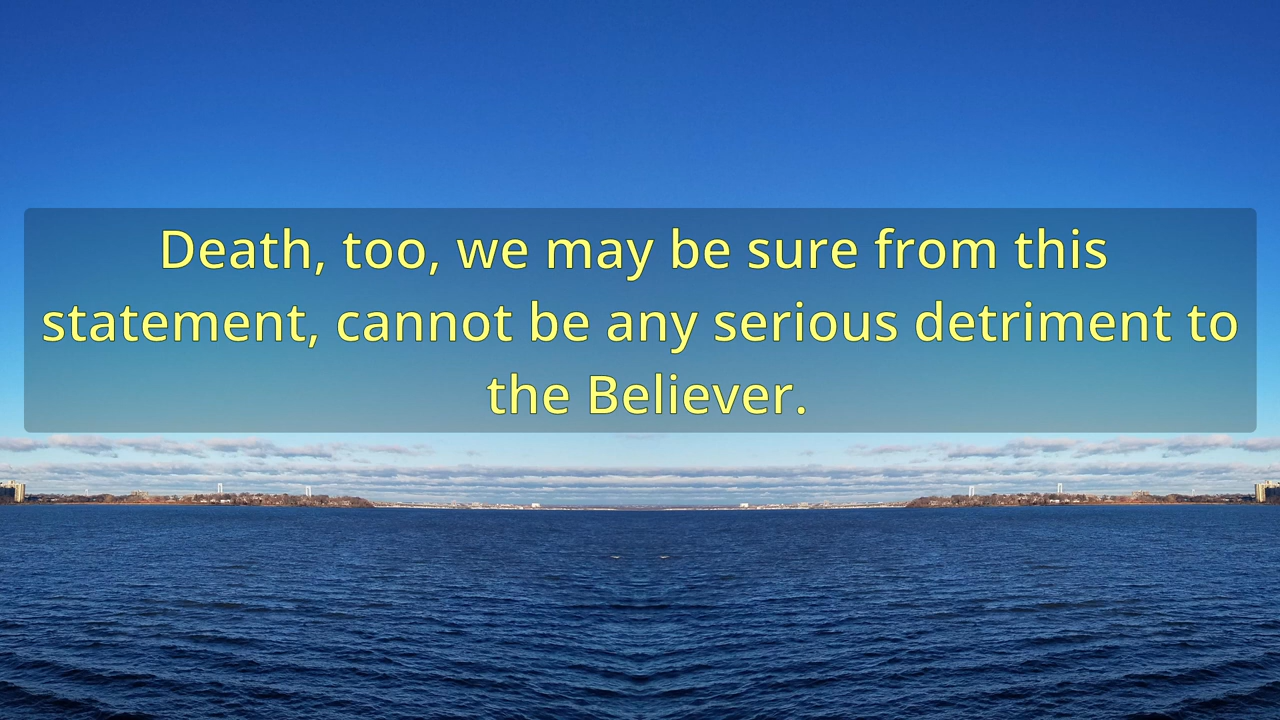 Death, too, we may be sure from this
statement, cannot be any serious detriment to
the Believer.